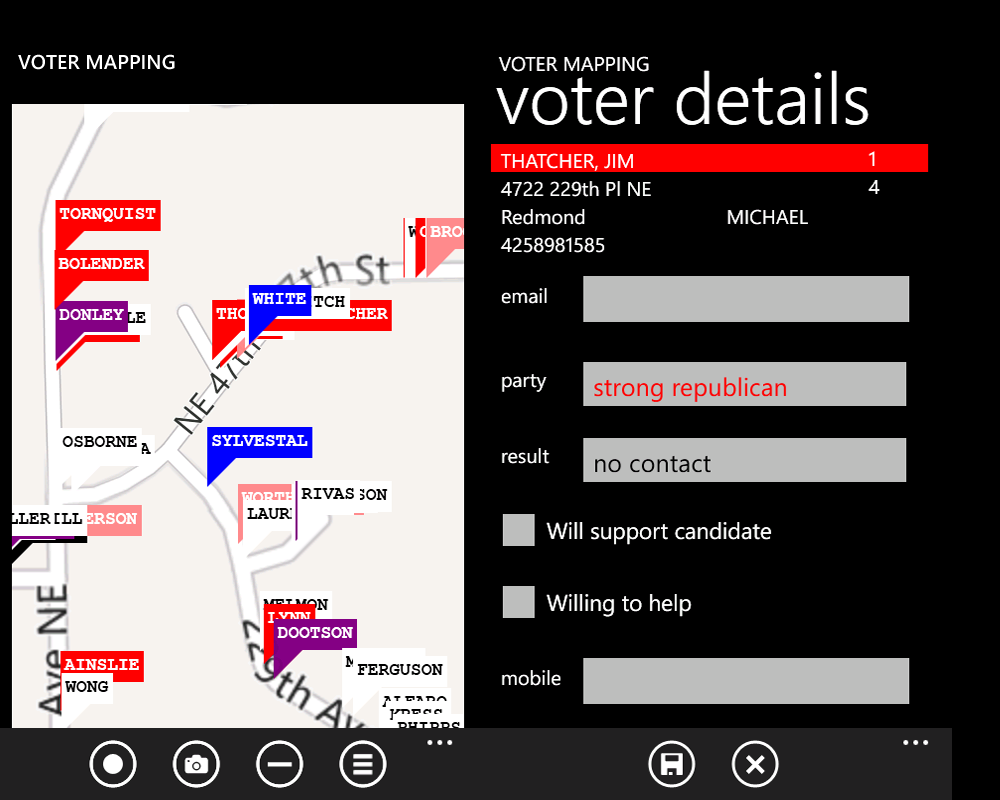 VOTER MAPPING
TORNQUIST
BOLENDER
DONLEY
LE
WHITE
TCH
THO
CHER
BRO
7th St
NE 47th
OSBORNE
A
SYLVESTAL
WORTH
RIVAS
SON
LAUR
LLER
ILL
ERSON
MELMON
LYNN
DOOTSON
FERGUSON
AINSLIE
WONG
Ave NE
229th Av
ALFARO
KRESS
PHIPPS
VOTER MAPPING
voter details
THATCHER, JIM 1
4722 229th Pl NE 4
Redmond MICHAEL
4258981585
email
party strong republican
result no contact
Will support candidate
Willing to help
mobile